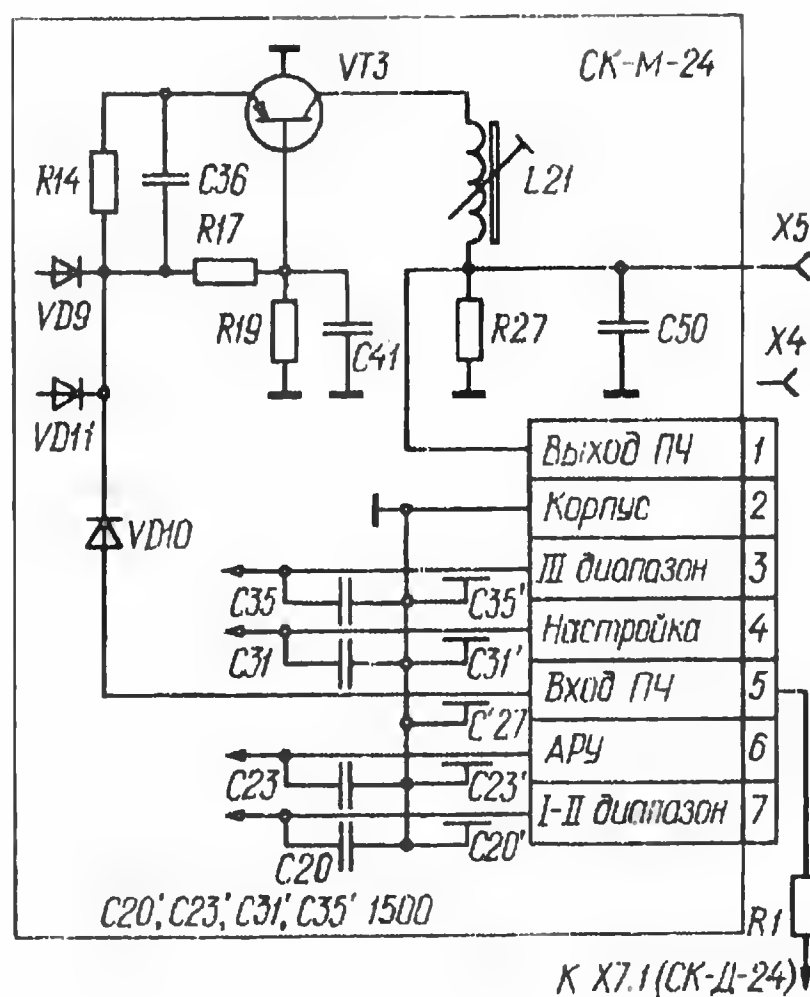 VT3
СК-М-24
R14
C36
L21
R17
X5
VD9
R19
C41
R27
C50
X4
VD11
Выход ПЧ 1
Корпус 2
VD10
III диапазон 3
C35
C35'
Настройка 4
C31
C31'
Вход ПЧ 5
C'27
АРУ 6
C23
C23'
I-II диапазон 7
C20
C20'
C20', C23', C31', C35' 1500
R1
К X7.1 (СК-Д-24)